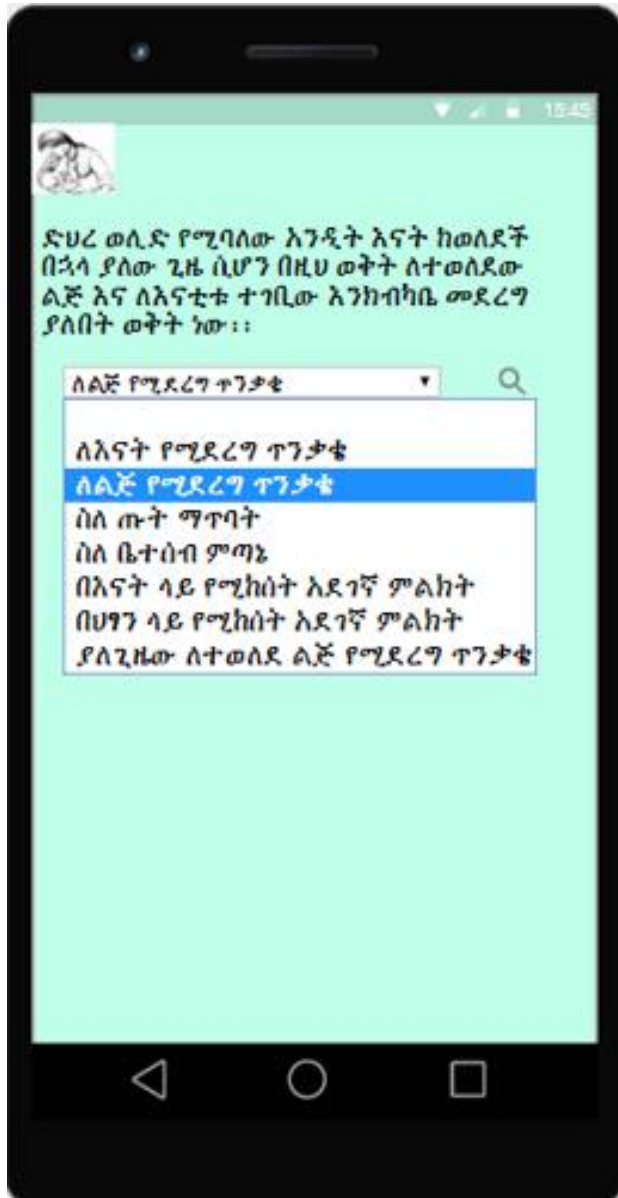 15:45
ድህረ ወሊድ የሚባለው አንዲት እናት ከወለደች
በኋላ ያለው ጊዜ ሲሆን በዚህ ወቅት ለተወለደው
ልጅ እና ለእናቲቱ ተገቢው እንክብካቤ መደረግ
ያለበት ወቅት ነው፡፡
ለልጅ የሚደረግ ጥንቃቄ
ለእናት የሚደረግ ጥንቃቄ
ለልጅ የሚደረግ ጥንቃቄ
ስለ ጡት ማጥባት
ስለ ቤተሰብ ምጣኔ
በእናት ላይ የሚከሰት አደገኛ ምልክት
በህፃን ላይ የሚከሰት አደገኛ ምልክት
ያለጊዜው ለተወለደ ልጅ የሚደረግ ጥንቃቄ